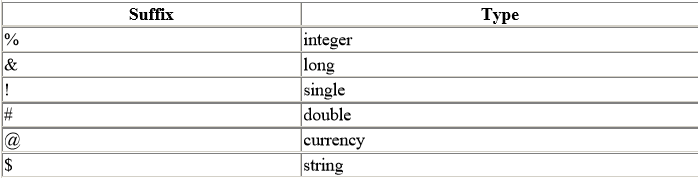 Suffix Type
% integer
& long
! single
# double
@ currency
$ string